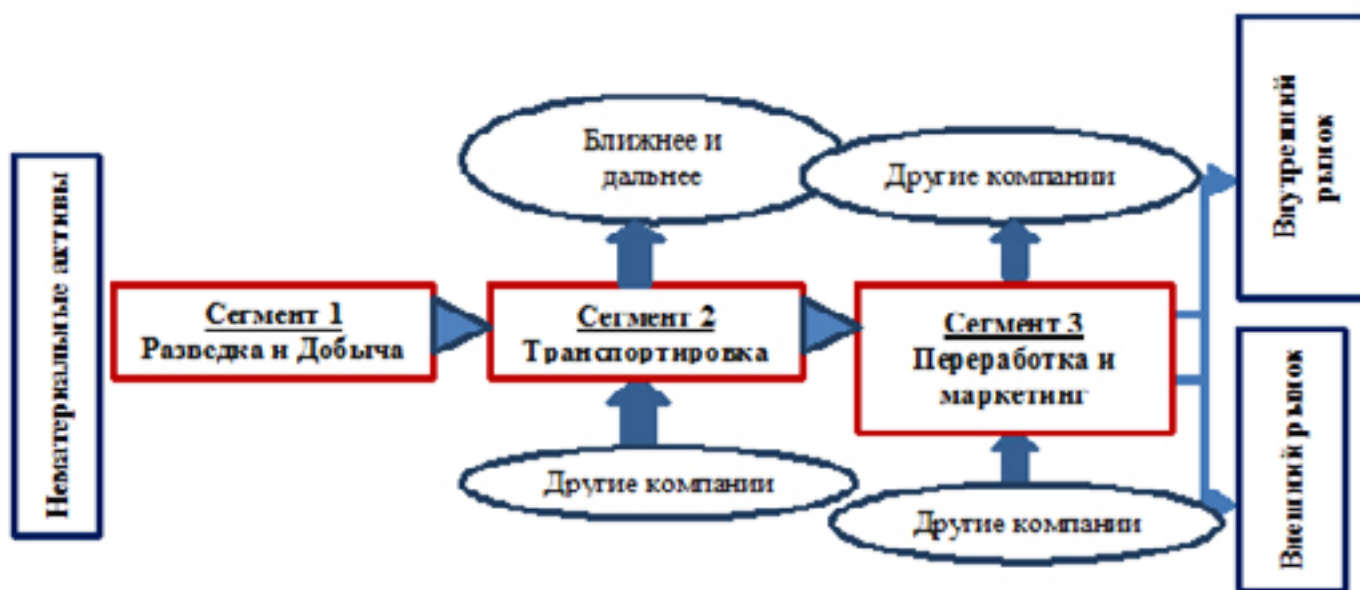 Нематериальные активы
Сегмент 1
Разведка и Добыча
Ближнее и
дальнее
Сегмент 2
Транспортировка
Другие компании
Другие компании
Сегмент 3
Переработка и
маркетинг
Другие компании
Внутренний
рынок
Внешний рынок